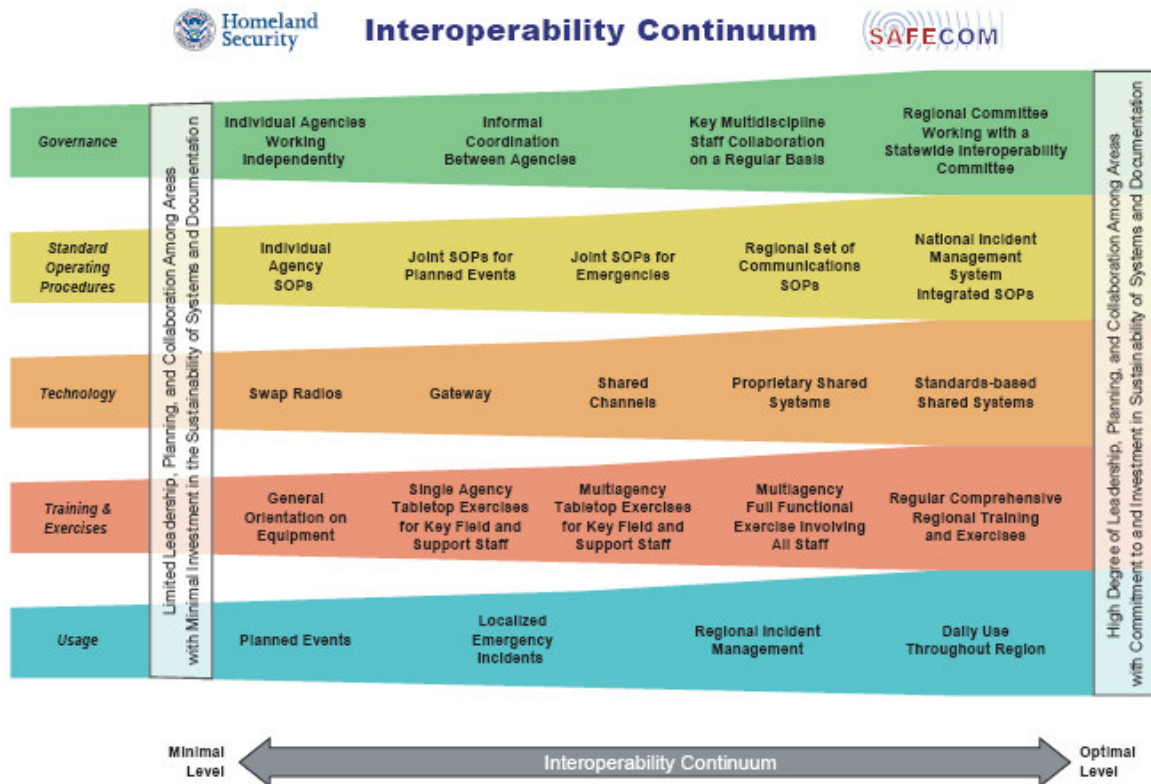 Homeland
Security
Interoperability Continuum
SAFECOM
Governance
Limited Leadership, Planning, and Collaboration Among Areas
with Minimal Investment in the Sustainability of Systems and Documentation
Individual Agencies
Working
Independently
Informal
Coordination
Between Agencies
Key Multidiscipline
Staff Collaboration
on a Regular Basis
Regional Committee
Working with a
Statewide Interoperability
Committee
High Degree of Leadership, Planning, and Collaboration Among Areas
with Commitment to and Investment in Sustainability of Systems and Documentation
Standard
Operating
Procedures
Individual
Agency
SOPs
Joint SOPs for
Planned Events
Joint SOPs for
Emergencies
Regional Set of
Communications
SOPs
National Incident
Management
System
Integrated SOPs
Technology
Swap Radios
Gateway
Shared
Channels
Proprietary Shared
Systems
Standards-based
Shared Systems
Training &
Exercises
General
Orientation on
Equipment
Single Agency
Tabletop Exercises
for Key Field and
Support Staff
Multiagency
Tabletop Exercises
for Key Field and
Support Staff
Multiagency
Full Functional
Exercise Involving
All Staff
Regular Comprehensive
Regional Training
and Exercises
Usage
Planned Events
Localized
Emergency
Incidents
Regional Incident
Management
Daily Use
Throughout Region
Minimal
Level
Interoperability Continuum
Optimal
Level